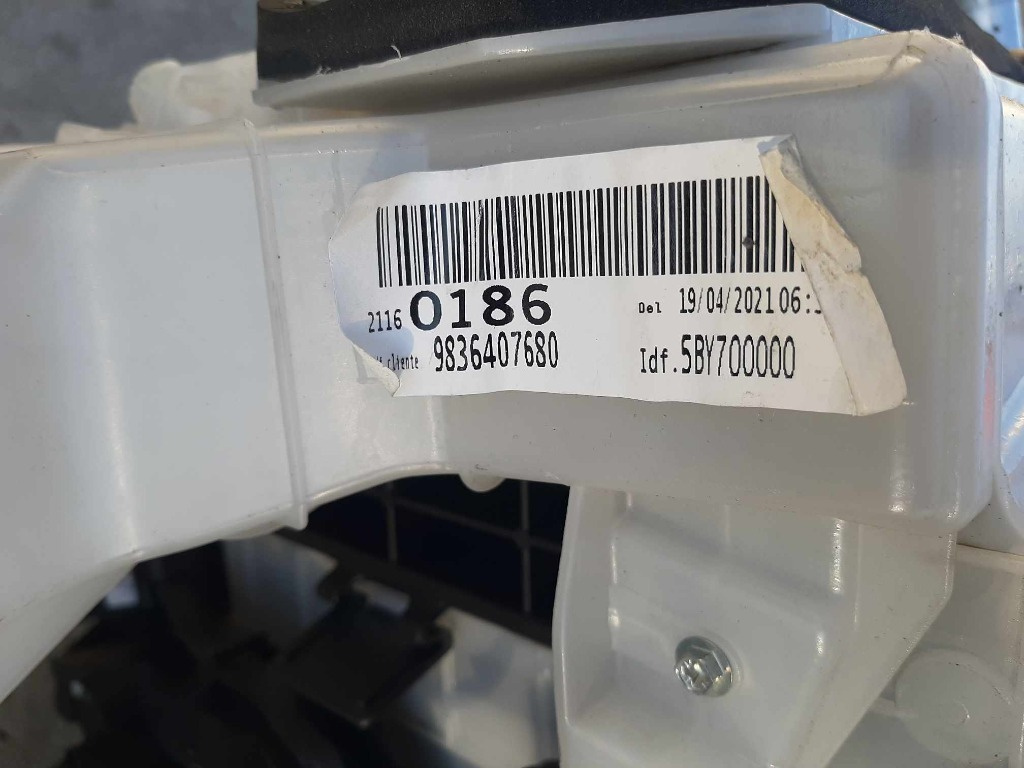 2116 0186
Del 19/04/2021 06:
cliente 9836407680
Idf. 5BY700000